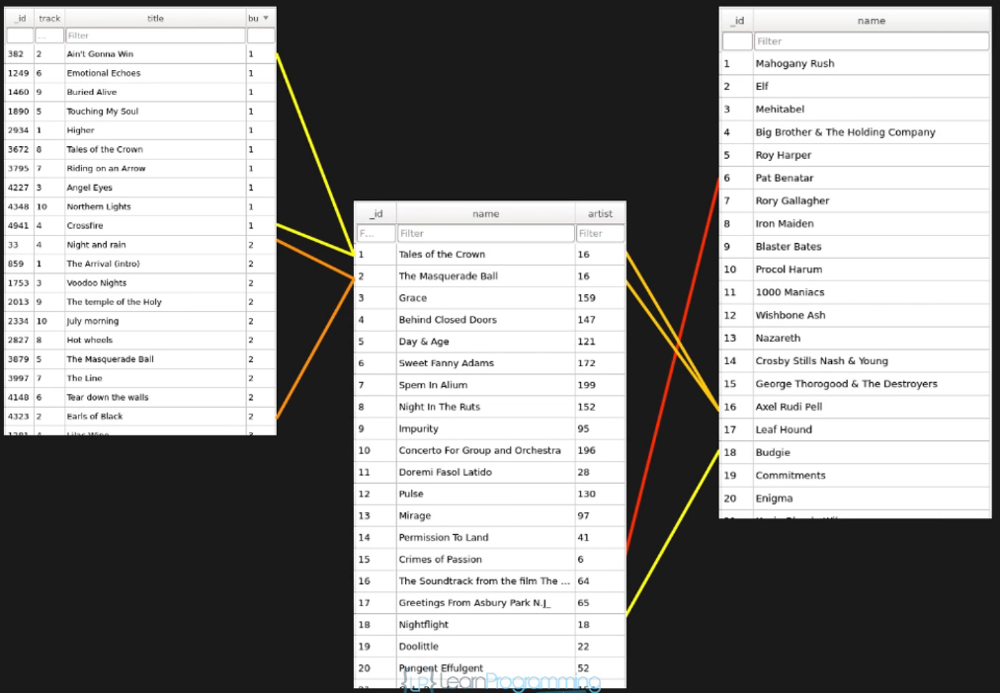 _id track title bu
... Filter
382 2 Ain't Gonna Win 1
1249 6 Emotional Echoes 1
1460 9 Buried Alive 1
1890 5 Touching My Soul 1
2934 1 Higher 1
3672 8 Tales of the Crown 1
3795 7 Riding on an Arrow 1
4227 3 Angel Eyes 1
4348 10 Northern Lights 1
4941 4 Crossfire 1
33 4 Night and rain 2
859 1 The Arrival (intro) 2
1753 3 Voodoo Nights 2
2013 9 The temple of the Holy 2
2334 10 July morning 2
2827 8 Hot wheels 2
3879 5 The Masquerade Ball 2
3997 7 The Line 2
4148 6 Tear down the walls 2
4323 2 Earls of Black 2
_id name artist
F... Filter Filter
1 Tales of the Crown 16
2 The Masquerade Ball 16
3 Grace 159
4 Behind Closed Doors 147
5 Day & Age 121
6 Sweet Fanny Adams 172
7 Spem In Alium 199
8 Night In The Ruts 152
9 Impurity 95
10 Concerto For Group and Orchestra 196
11 Doremi Fasol Latido 28
12 Pulse 130
13 Mirage 97
14 Permission To Land 41
15 Crimes of Passion 6
16 The Soundtrack from the film The ... 64
17 Greetings From Asbury Park N.J_ 65
18 Nightflight 18
19 Doolittle 22
20 Pungent Effulgent 52
{LP} LearnProgramming
_id name
Filter
1 Mahogany Rush
2 Elf
3 Mehitabel
4 Big Brother & The Holding Company
5 Roy Harper
6 Pat Benatar
7 Rory Gallagher
8 Iron Maiden
9 Blaster Bates
10 Procol Harum
11 1000 Maniacs
12 Wishbone Ash
13 Nazareth
14 Crosby Stills Nash & Young
15 George Thorogood & The Destroyers
16 Axel Rudi Pell
17 Leaf Hound
18 Budgie
19 Commitments
20 Enigma